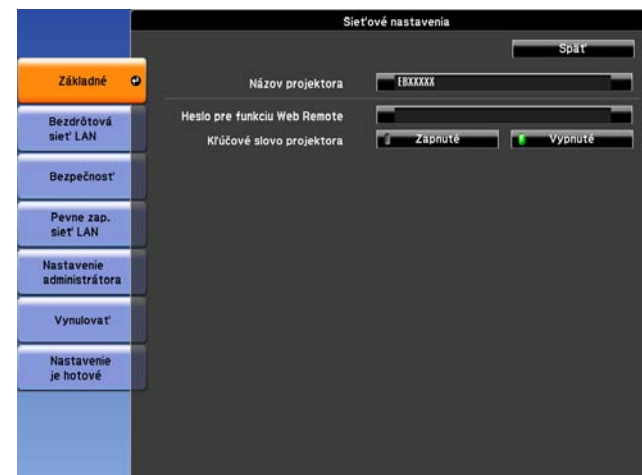 Sieťové nastavenia
Späť
Základné
Názov projektora
EBXXXXX
Heslo pre funkciu Web Remote
Kľúčové slovo projektora
Zapnuté
Vypnuté
Bezdrôtová
sieť LAN
Bezpečnosť
Pevne zap.
sieť LAN
Nastavenie
administrátora
Vynulovať
Nastavenie
je hotové